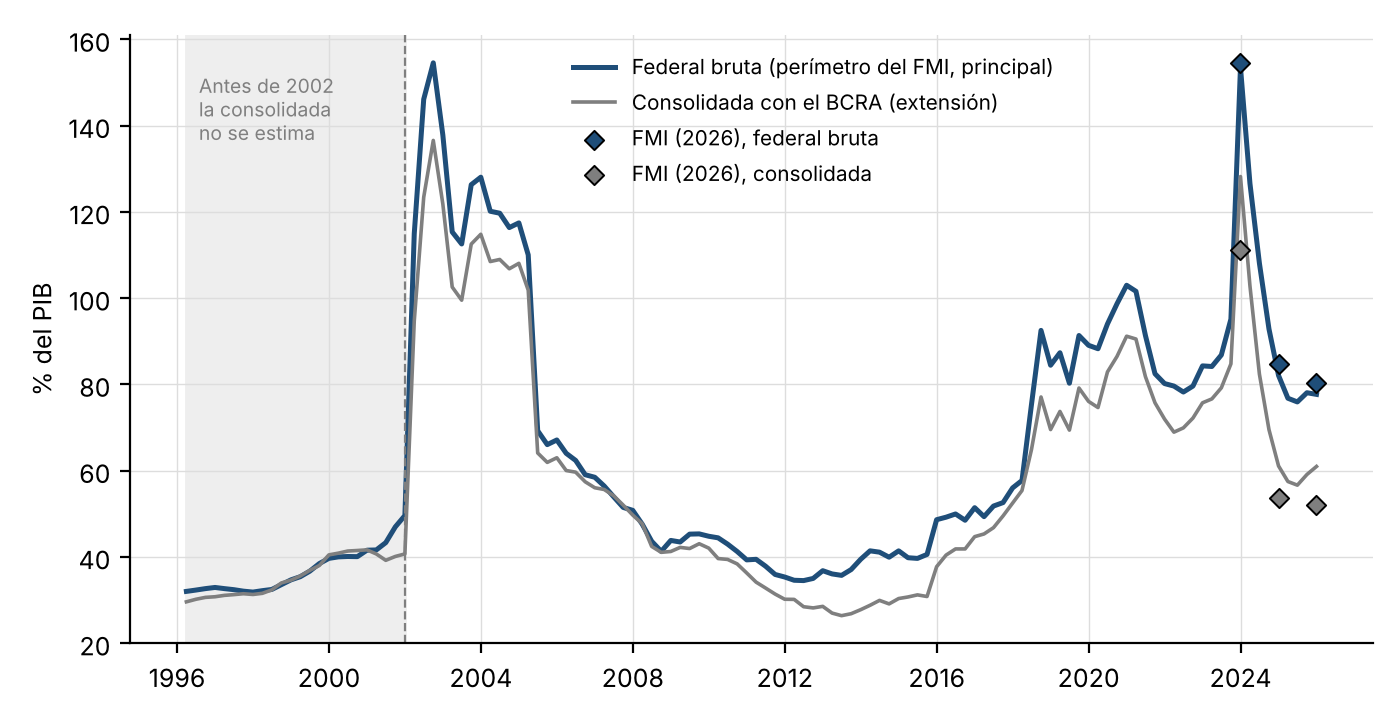 160
140
120
100
80
60
40
20
% del PIB
Antes de 2002
la consolidada
no se estima
Federal bruta (perímetro del FMI, principal)
Consolidada con el BCRA (extensión)
FMI (2026), federal bruta
FMI (2026), consolidada
1996 2000 2004 2008 2012 2016 2020 2024